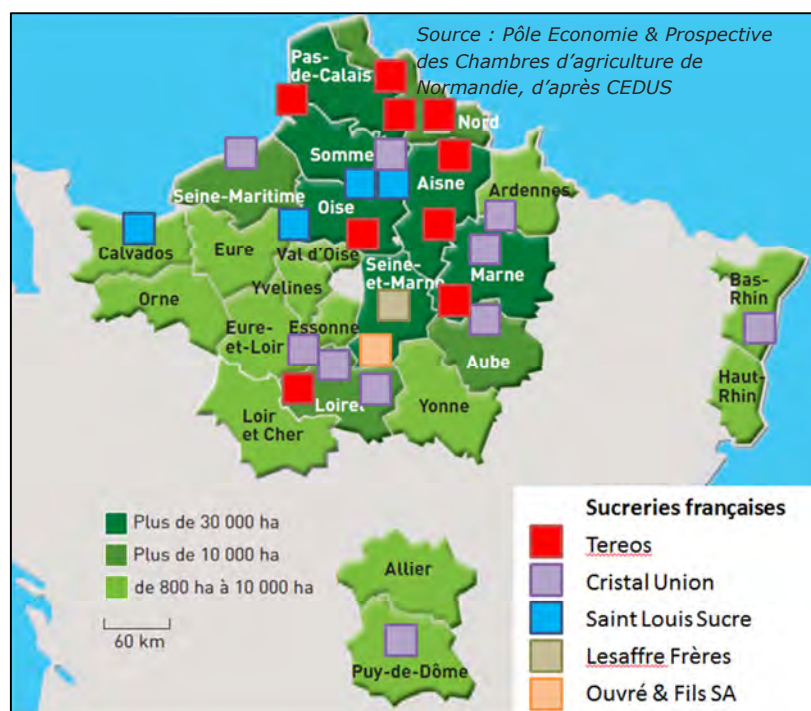 Source : Pôle Economie & Prospective
des Chambres d’agriculture de
Normandie, d’après CEDUS
Pas-
de-Calais
Nord
Somme
Aisne
Seine-Maritime
Ardennes
Oise
Calvados
Eure
Val d’Oise
Seine-
et-Marne
Marne
Orne
Yvelines
Bas-
Rhin
Eure-
et-Loir
Essonne
Aube
Haut-
Rhin
Loir
et Cher
Loiret
Yonne
Plus de 30 000 ha
Plus de 10 000 ha
de 800 ha à 10 000 ha
60 km
Allier
Puy-de-Dôme
Sucreries françaises
Tereos
Cristal Union
Saint Louis Sucre
Lesaffre Frères
Ouvré & Fils SA